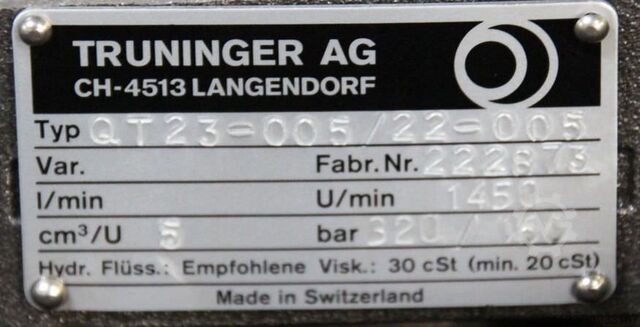 TRUNINGER AG
CH-4513 LANGENDORF
Typ QT23-005/22-005
Var. Fabr.Nr.
l/min U/min 1450
cm³/U 5 bar 320/
Hydr. Flüss.: Empfohlene Visk.: 30 cSt (min. 20 cSt)
Made in Switzerland